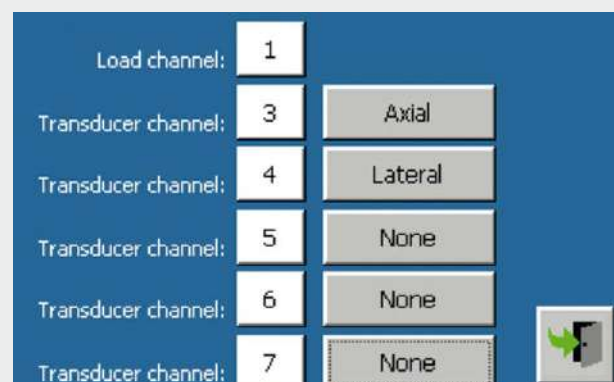 Load channel: 1
Transducer channel: 3 Axial
Transducer channel: 4 Lateral
Transducer channel: 5 None
Transducer channel: 6 None
Transducer channel: 7 None